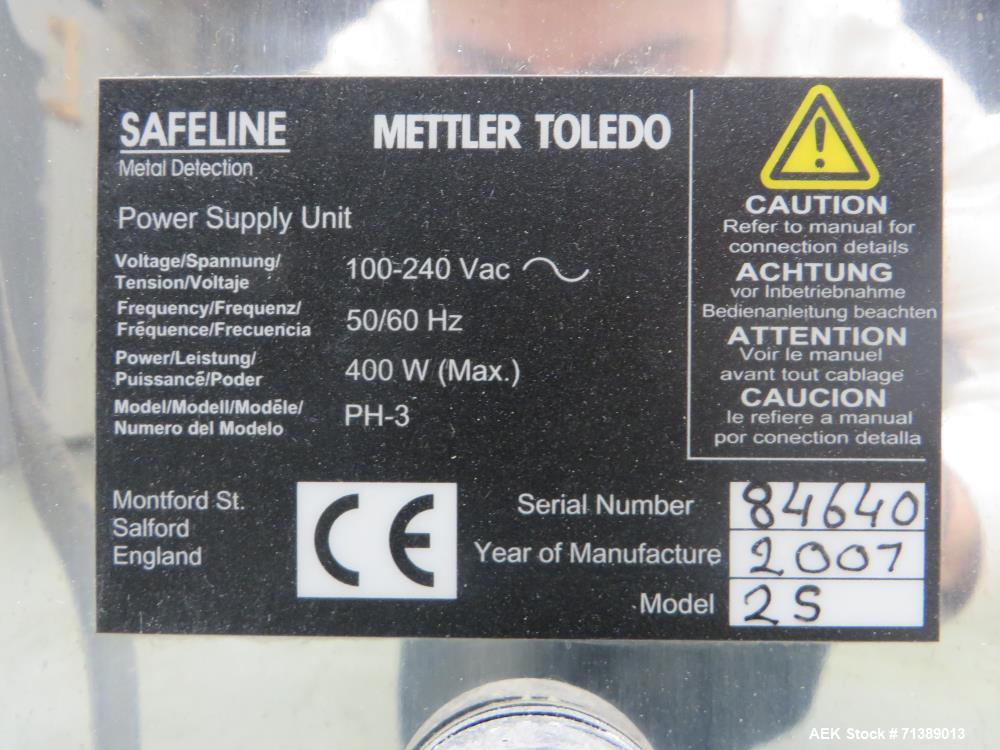 SAFELINE
Metal Detection
METTLER TOLEDO
Power Supply Unit
Voltage/Spannung/
Tension/Voltaje
100-240 Vac
Frequency/Frequenz/
Fréquence/Frecuencia
50/60 Hz
Power/Leistung/
Puissance/Poder
400 W (Max.)
Model/Modell/Modéle/
Numero del Modelo
PH-3
CAUTION
Refer to manual for
connection details
ACHTUNG
vor Inbetriebnahme
Bedienanleitung beachten
ATTENTION
Voir le manuel
avant tout cablage
CAUCION
le refiere a manual
por conection detalla
Montford St.
Salford
England
CE
Serial Number 84640
Year of Manufacture 2007
Model 2S
AEK Stock #71389013